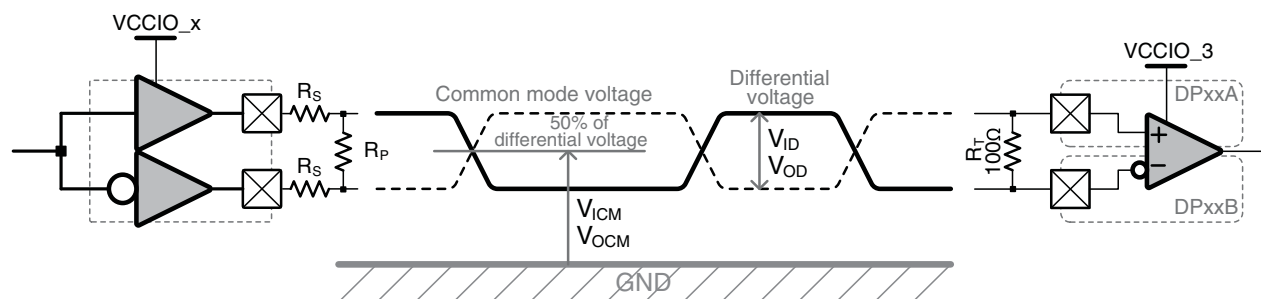 VCCIO_x
RS
RS
RP
Common mode voltage
50% of
differential voltage
VICM
VOCM
GND
Differential
voltage
VID
VOD
RT
100Ω
VCCIO_3
DPxxA
+
–
DPxxB